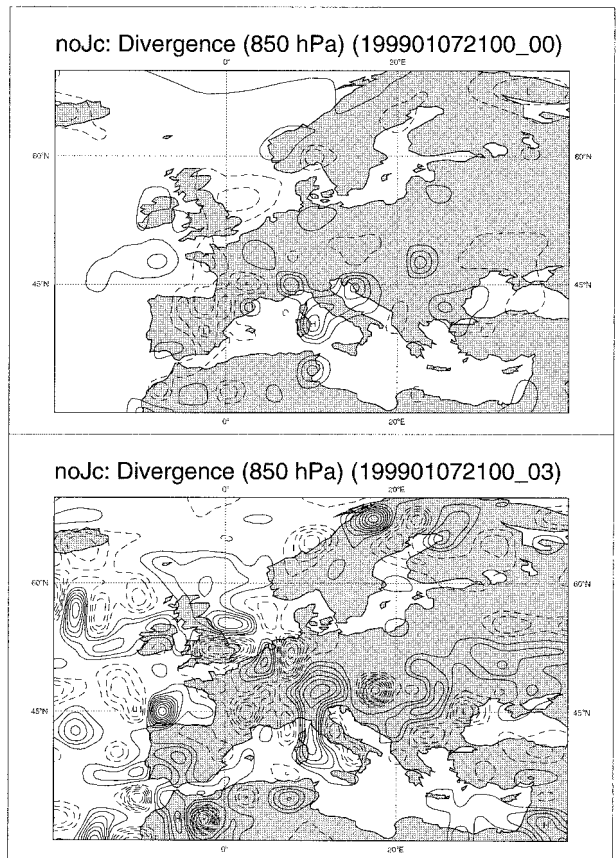 noJc: Divergence (850 hPa) (199901072100_00)
0° 20°E
60°N 60°N
45°N 45°N
0° 20°E
noJc: Divergence (850 hPa) (199901072100_03)
0° 20°E
60°N 60°N
45°N 45°N
0° 20°E